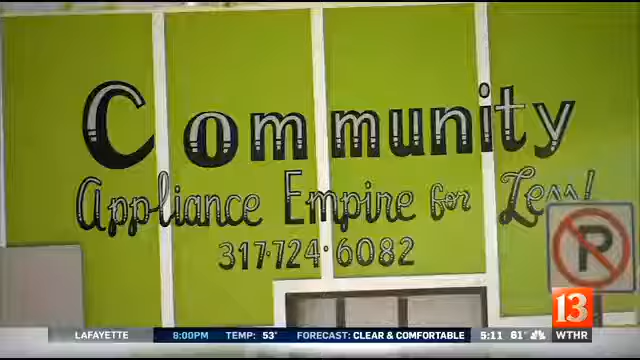 Community
Appliance Empire for Less!
317·724·6082
P
13
LAFAYETTE 8:00PM TEMP: 53° FORECAST: CLEAR & COMFORTABLE 5:11 61° WTHR